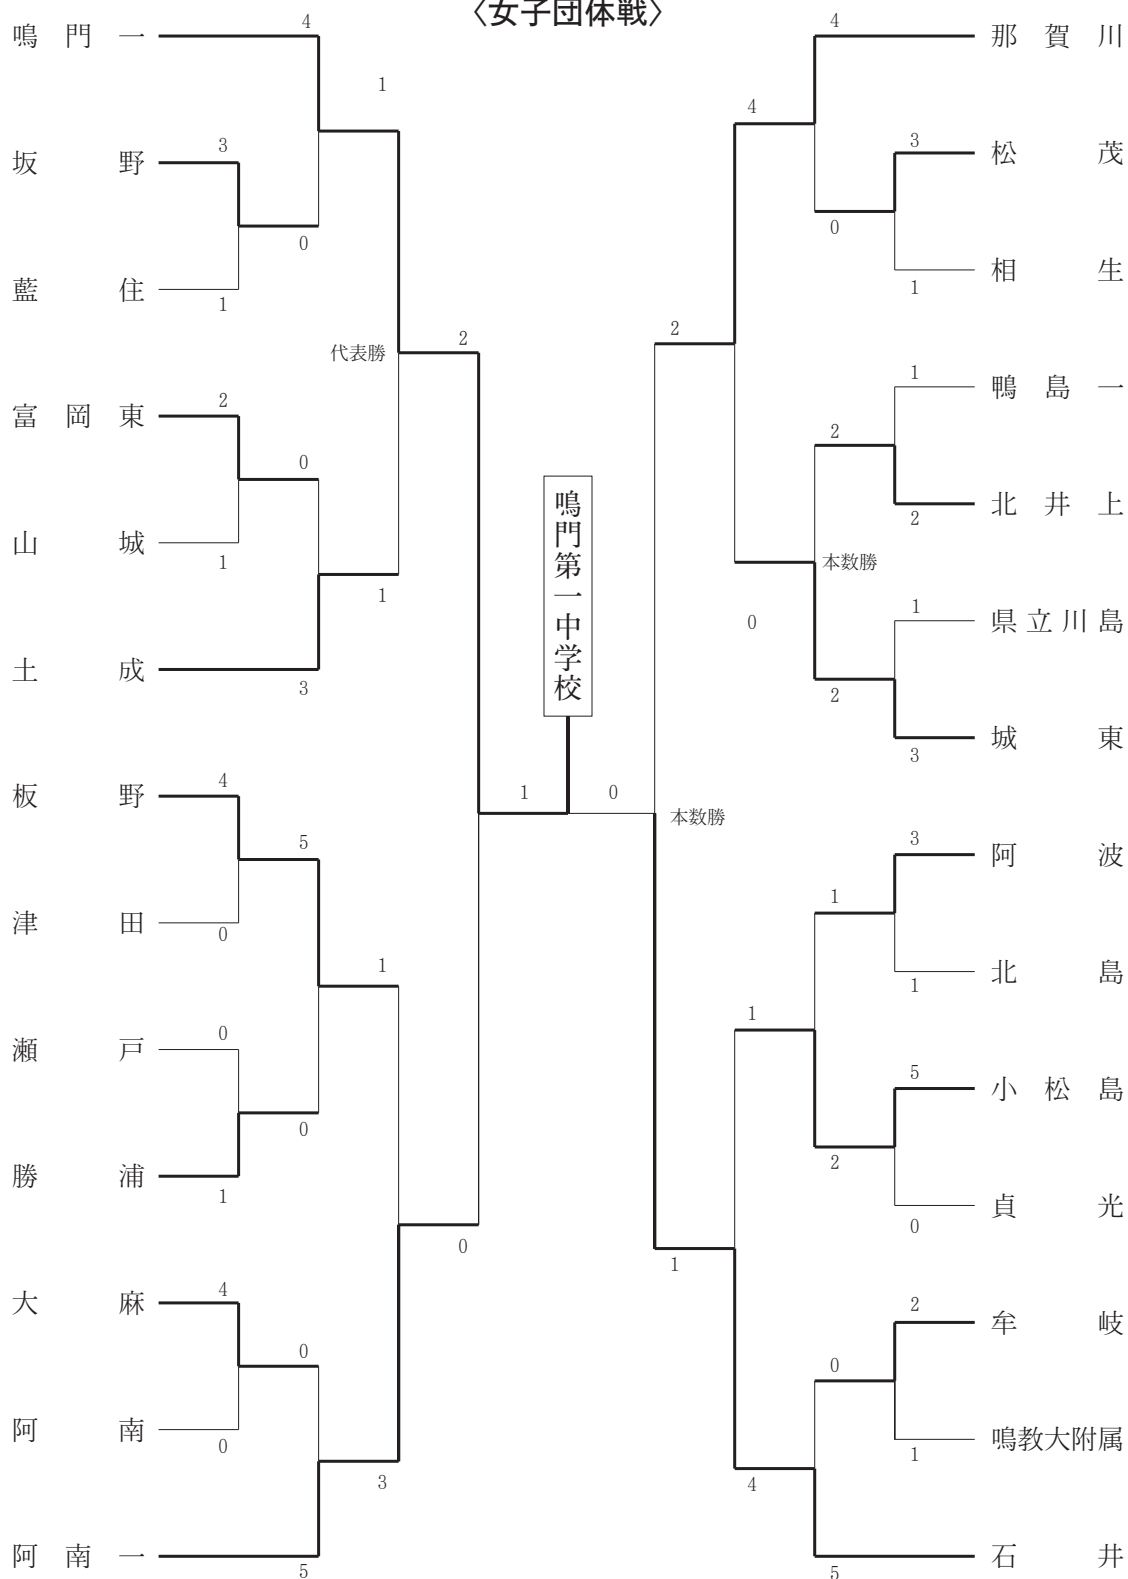 〈女子団体戦〉
鳴門一
4
1
坂野
3
0
藍住
1
代表勝
2
富岡東
2
0
山城
1
1
土成
3
板野
4
5
津田
0
1
瀬戸
0
0
勝浦
1
0
大麻
4
0
阿南
0
3
阿南一
5
鳴門第一中学校
1
0
4
那賀川
4
3
松茂
0
相生
1
2
1
鴨島一
2
北井上
2
本数勝
0
1
県立川島
2
城東
3
本数勝
3
阿波
1
北島
1
1
5
小松島
2
貞光
0
1
2
牟岐
0
鳴教大附属
1
4
石井
5